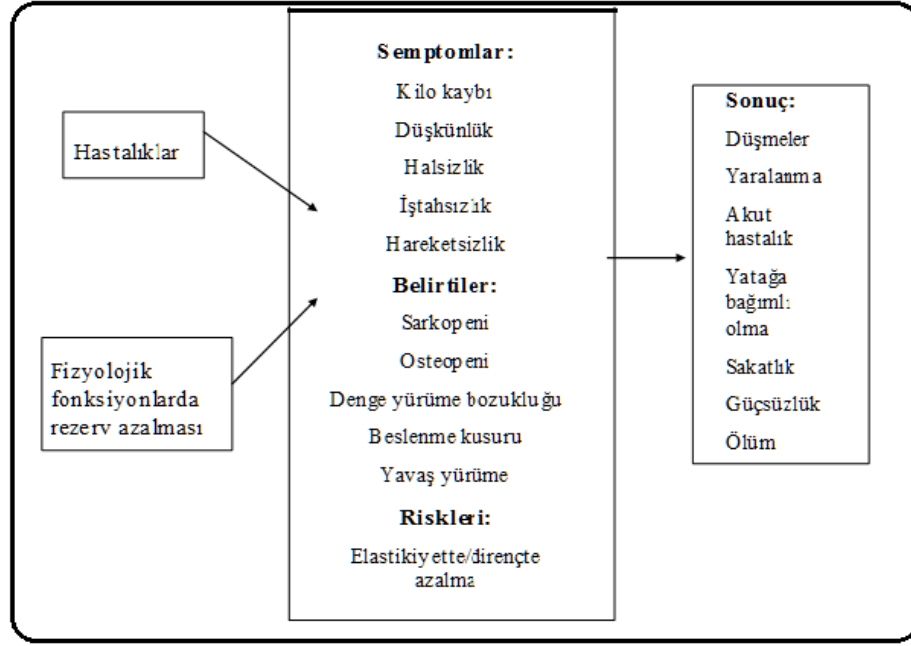 Hastalıklar
Fizyolojik
fonksiyonlarda
rezerv azalması
Semptomlar:
Kilo kaybı
Düşkünlük
Halsizlik
İştahsızlık
Hareketsizlik
Belirtiler:
Sarkopeni
Osteopeni
Denge yürüme bozukluğu
Beslenme kusuru
Yavaş yürüme
Riskleri:
Elastikiyette/dirençte
azalma
Sonuç:
Düşmeler
Yaralanma
Akut
hastalık
Yatağa
bağımlı
olma
Sakatlık
Güçsüzlük
Ölüm